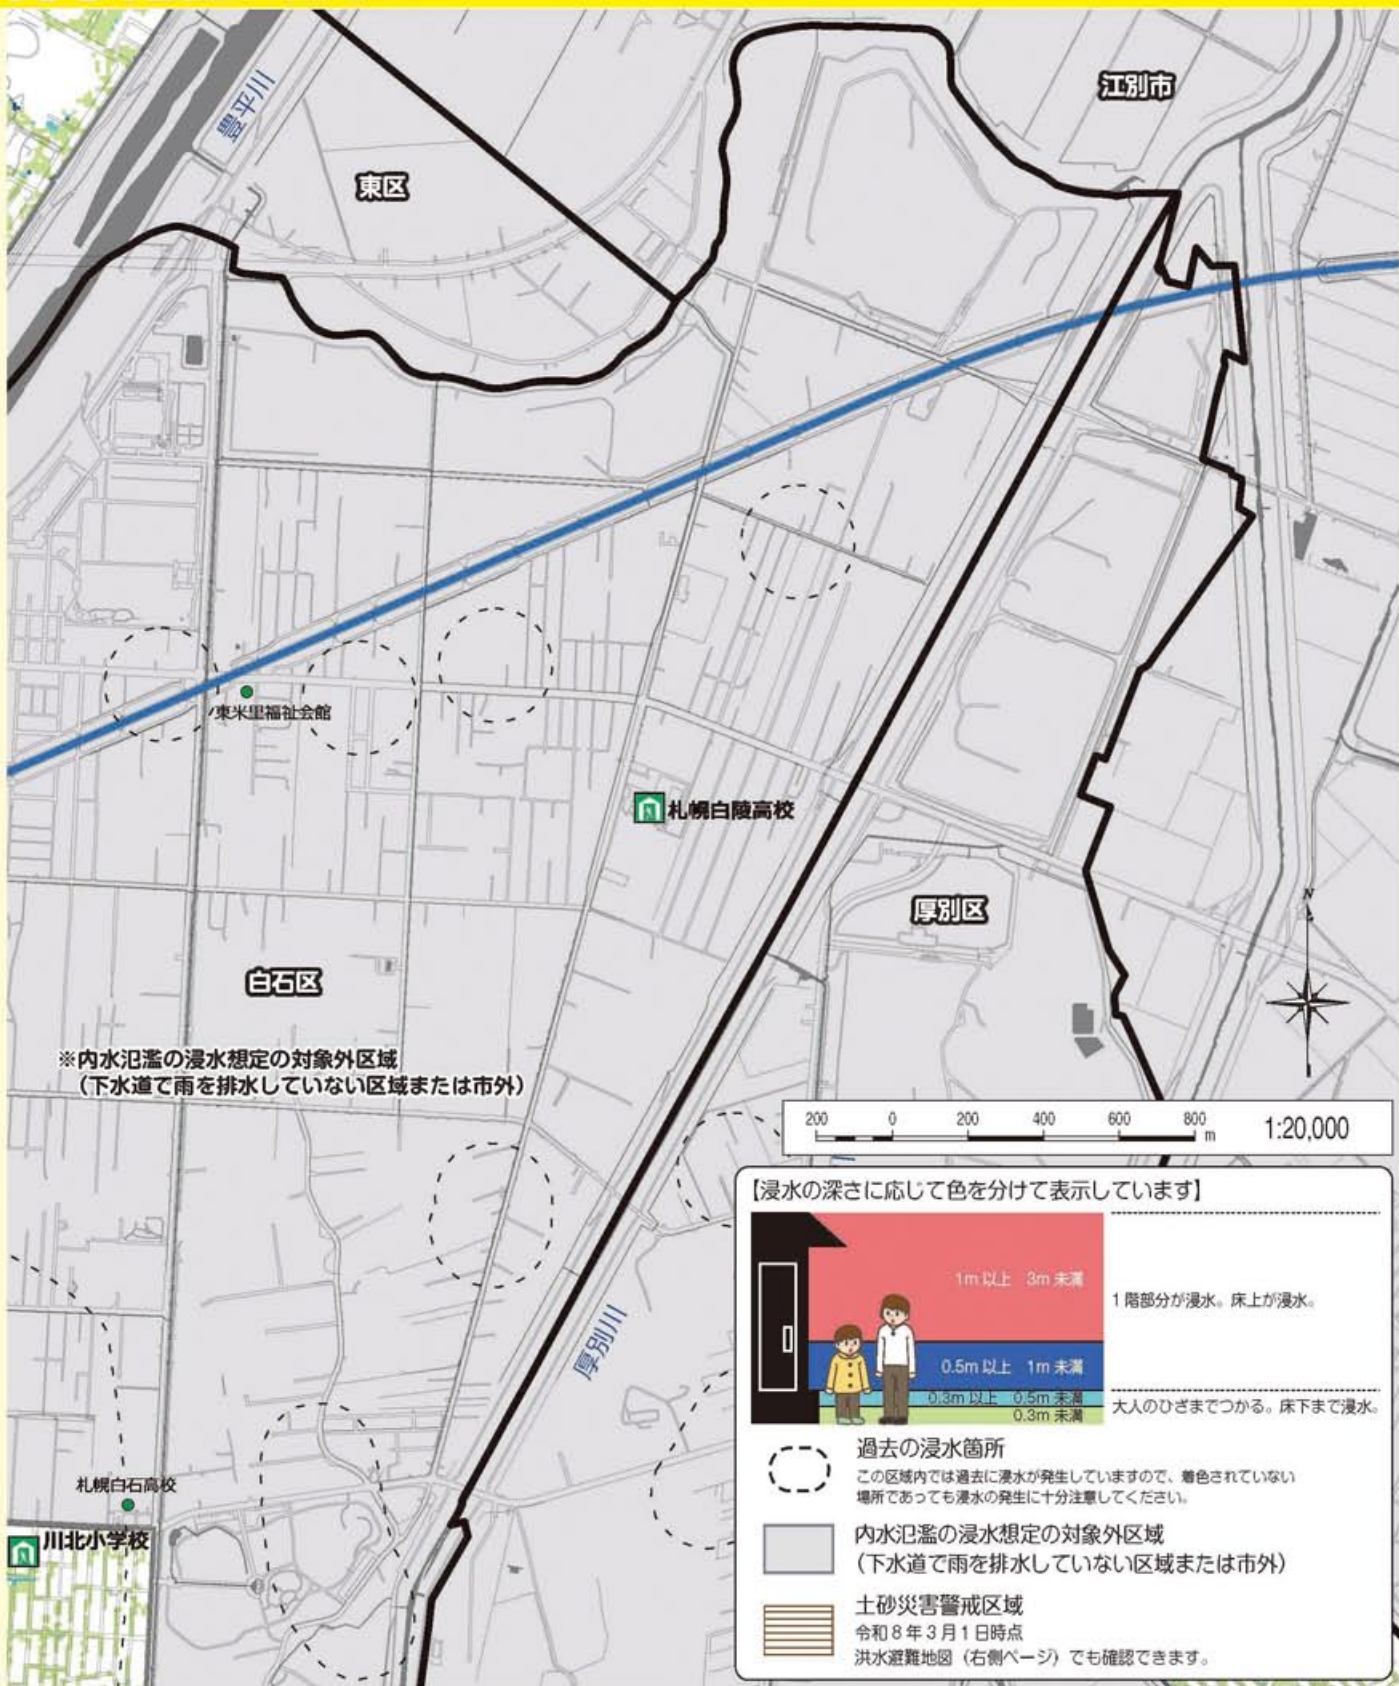 江別市
豊平川
東区
東米里福祉会館
札幌白陵高校
厚別区
N
白石区
※内水氾濫の浸水想定の対象外区域
（下水道で雨を排水していない区域または市外）
200 0 200 400 600 800 m 1:20,000
厚別川
札幌白石高校
川北小学校
【浸水の深さに応じて色を分けて表示しています】
1m 以上 3m 未満
1階部分が浸水。床上が浸水。
0.5m 以上 1m 未満
0.3m 以上 0.5m 未満
大人のひざまでつかる。床下まで浸水。
0.3m 未満
過去の浸水箇所
この区域内では過去に浸水が発生していますので、着色されていない
場所であっても浸水の発生に十分注意してください。
内水氾濫の浸水想定の対象外区域
（下水道で雨を排水していない区域または市外）
土砂災害警戒区域
令和8年3月1日時点
洪水避難地図（右側ページ）でも確認できます。